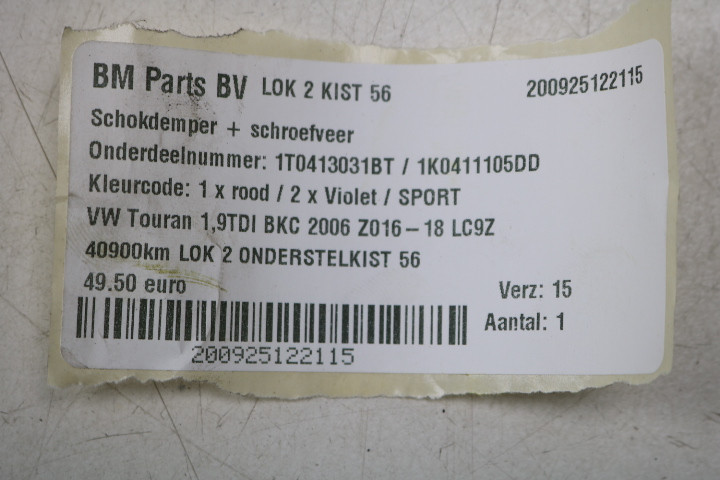 BM Parts BV LOK 2 KIST 56 200925122115
Schokdemper + schroefveer
Onderdeelnummer: 1T0413031BT / 1K0411105DD
Kleurcode: 1 x rood / 2 x Violet / SPORT
VW Touran 1,9TDI BKC 2006 Z016-18 LC9Z
40900km LOK 2 ONDERSTELKIST 56
49.50 euro Verz: 15
Aantal: 1
200925122115